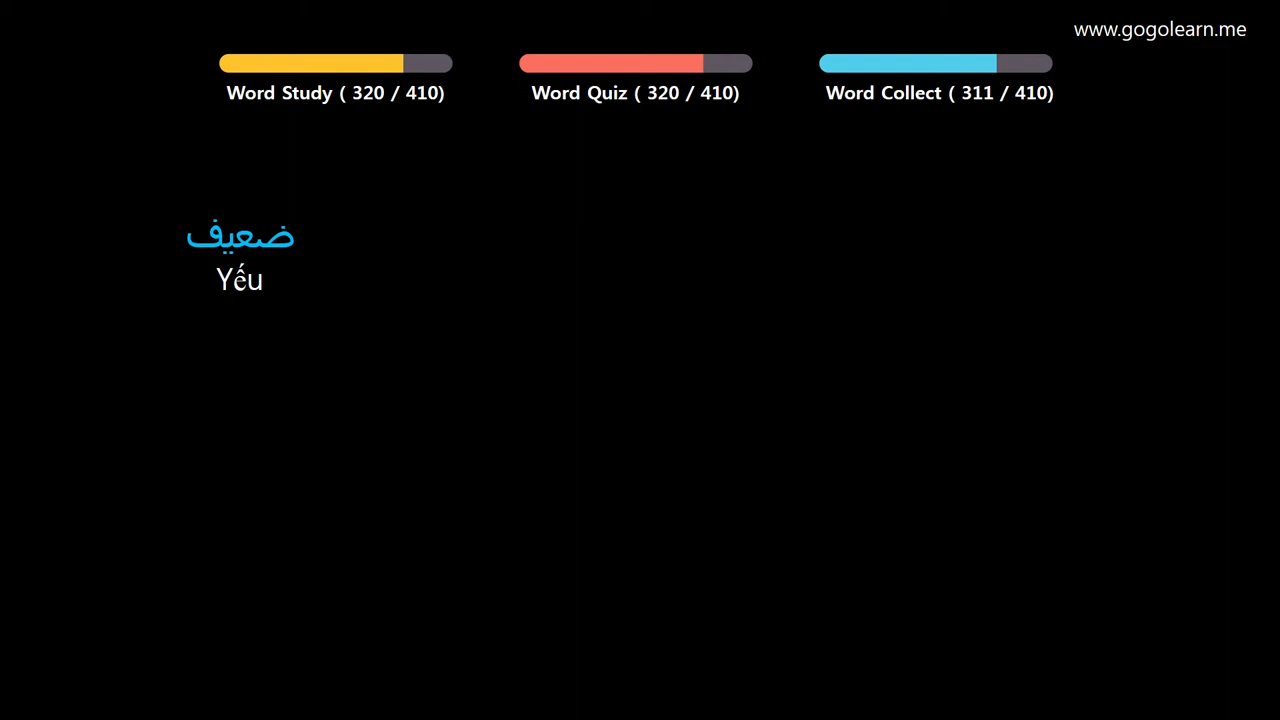 www.gogolearn.me
Word Study ( 320 / 410)
Word Quiz ( 320 / 410)
Word Collect ( 311 / 410)
ضعيف
Yếu